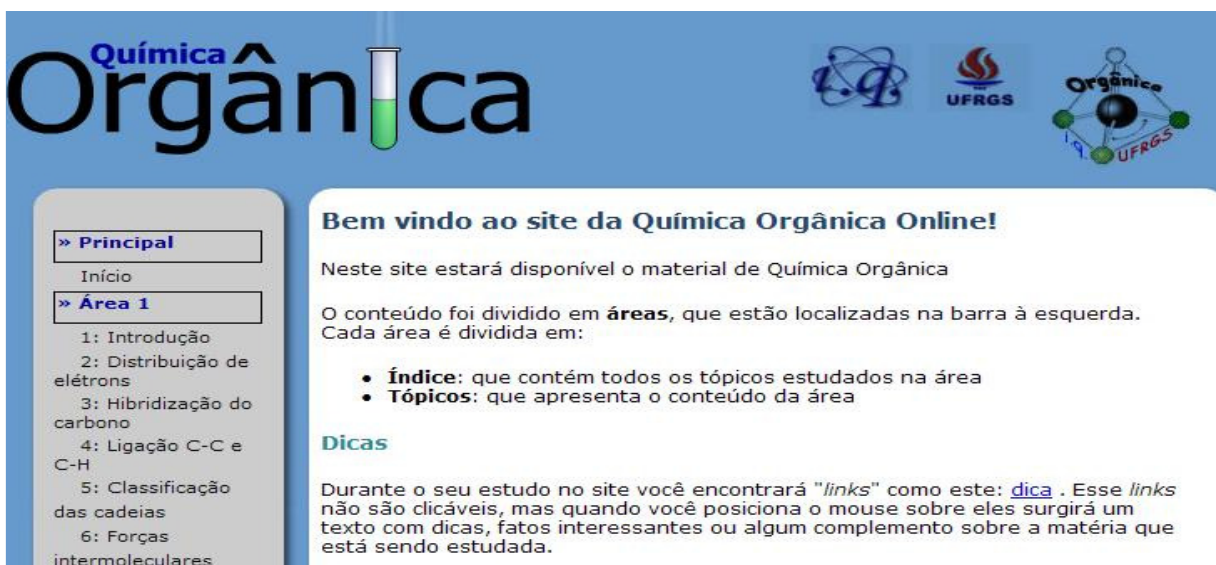 Química
Orgânica
i.q.
UFRGS
Orgânica
i.q. UFRGS
» Principal
Início
» Área 1
1: Introdução
2: Distribuição de
elétrons
3: Hibridização do
carbono
4: Ligação C-C e
C-H
5: Classificação
das cadeias
6: Forças
intermoleculares
Bem vindo ao site da Química Orgânica Online!
Neste site estará disponível o material de Química Orgânica
O conteúdo foi dividido em áreas, que estão localizadas na barra à esquerda.
Cada área é dividida em:
• Índice: que contém todos os tópicos estudados na área
• Tópicos: que apresenta o conteúdo da área
Dicas
Durante o seu estudo no site você encontrará "links" como este: dica . Esse links
não são clicáveis, mas quando você posiciona o mouse sobre eles surgirá um
texto com dicas, fatos interessantes ou algum complemento sobre a matéria que
está sendo estudada.